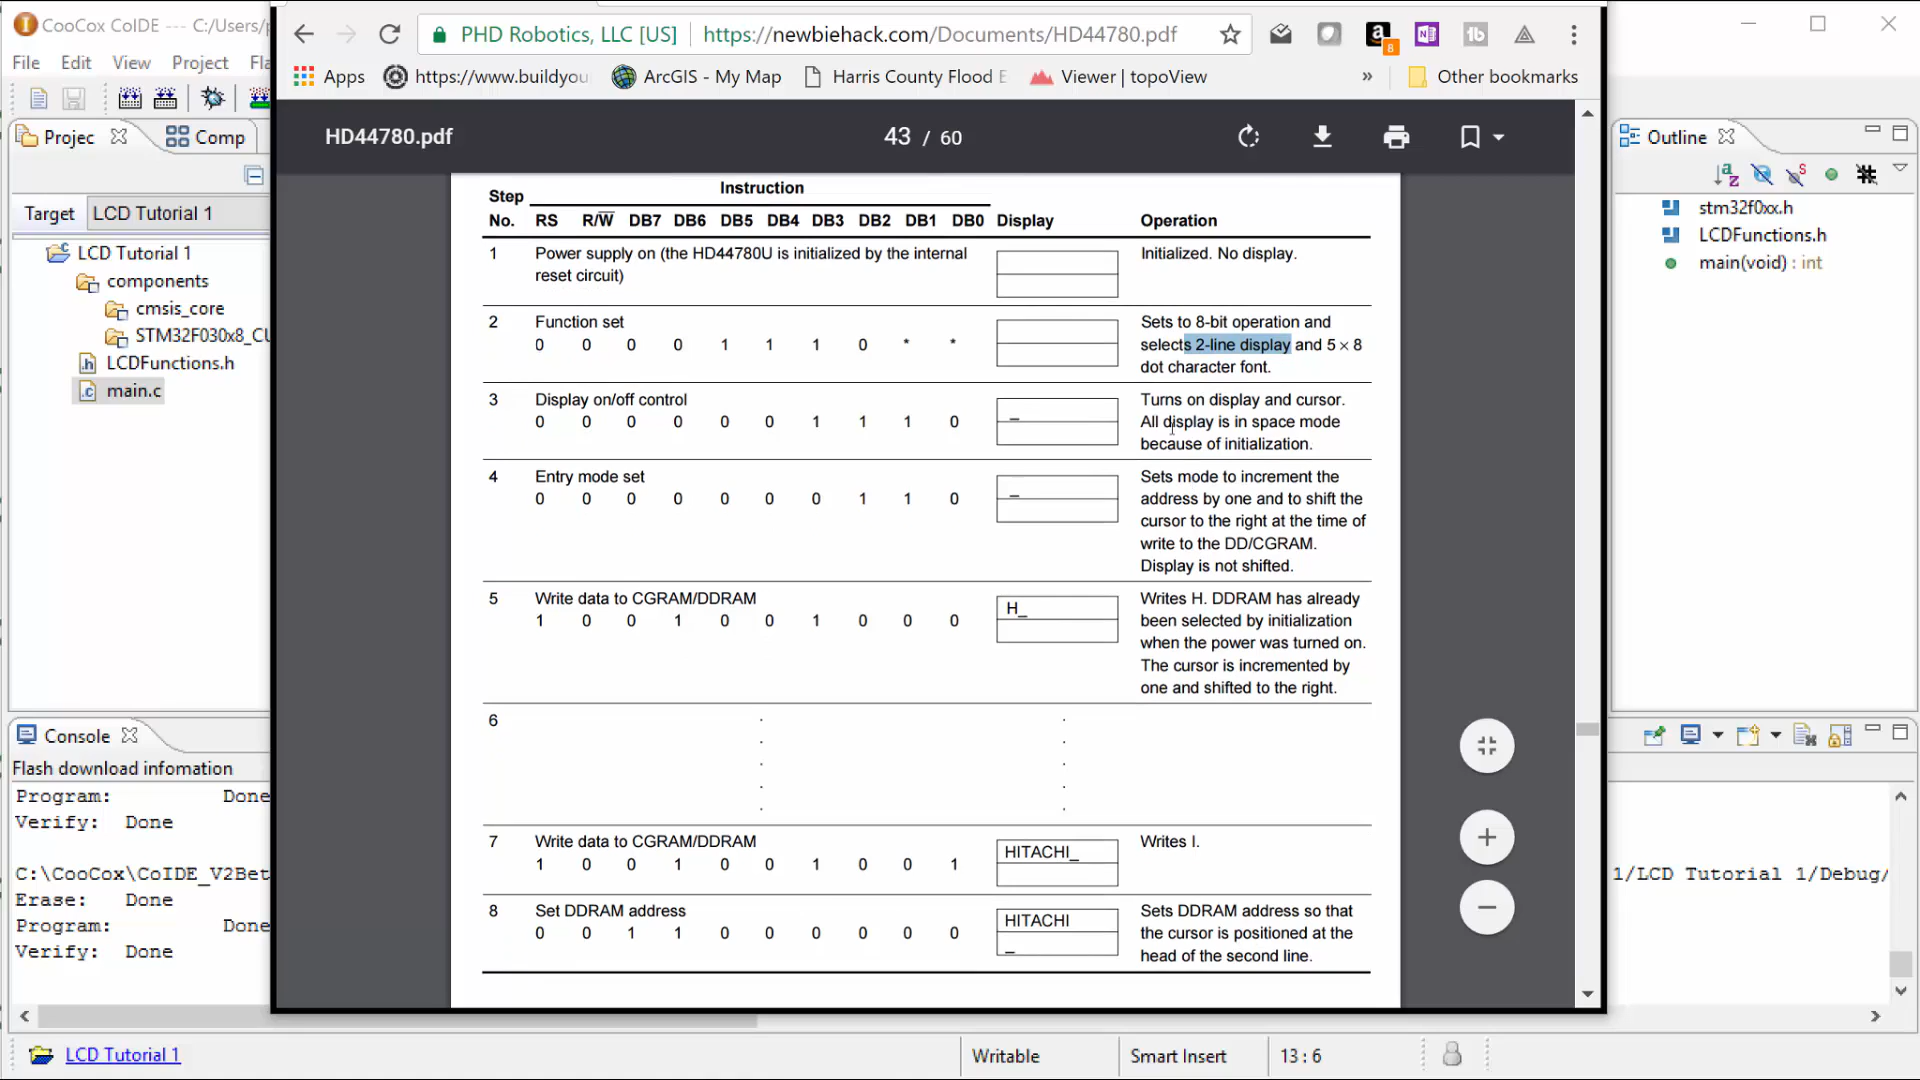 CooCox CoIDE --- C:/Users/
PHD Robotics, LLC [US] https://newbiehack.com/Documents/HD44780.pdf
8
File Edit View Project Fla
Apps https://www.buildyou ArcGIS - My Map Harris County Flood Viewer | topoView » Other bookmarks
HD44780.pdf 43 / 60
Projec Comp
Outline
Target LCD Tutorial 1
LCD Tutorial 1
components
cmsis_core
STM32F030x8_CL
LCDFunctions.h
main.c
stm32f0xx.h
LCDFunctions.h
main(void) : int
Instruction
Step
No. RS R/W DB7 DB6 DB5 DB4 DB3 DB2 DB1 DB0 Display Operation
1 Power supply on (the HD44780U is initialized by the internal
reset circuit)
Initialized. No display.
2 Function set
0 0 0 0 1 1 1 0 * *
Sets to 8-bit operation and
selects 2-line display and 5 × 8
dot character font.
3 Display on/off control
0 0 0 0 0 0 1 1 1 0
_
Turns on display and cursor.
All display is in space mode
because of initialization.
4 Entry mode set
0 0 0 0 0 0 0 1 1 0
_
Sets mode to increment the
address by one and to shift the
cursor to the right at the time of
write to the DD/CGRAM.
Display is not shifted.
5 Write data to CGRAM/DDRAM
1 0 0 1 0 0 1 0 0 0
H_
Writes H. DDRAM has already
been selected by initialization
when the power was turned on.
The cursor is incremented by
one and shifted to the right.
6
7 Write data to CGRAM/DDRAM
1 0 0 1 0 0 1 0 0 1
HITACHI_
Writes I.
8 Set DDRAM address
0 0 1 1 0 0 0 0 0 0
HITACHI
_
Sets DDRAM address so that
the cursor is positioned at the
head of the second line.
Console
Flash download infomation
Program: Done
Verify: Done
C:\CooCox\CoIDE_V2Bet
1/LCD Tutorial 1/Debug/
Erase: Done
Program: Done
Verify: Done
LCD Tutorial 1 Writable Smart Insert 13 : 6